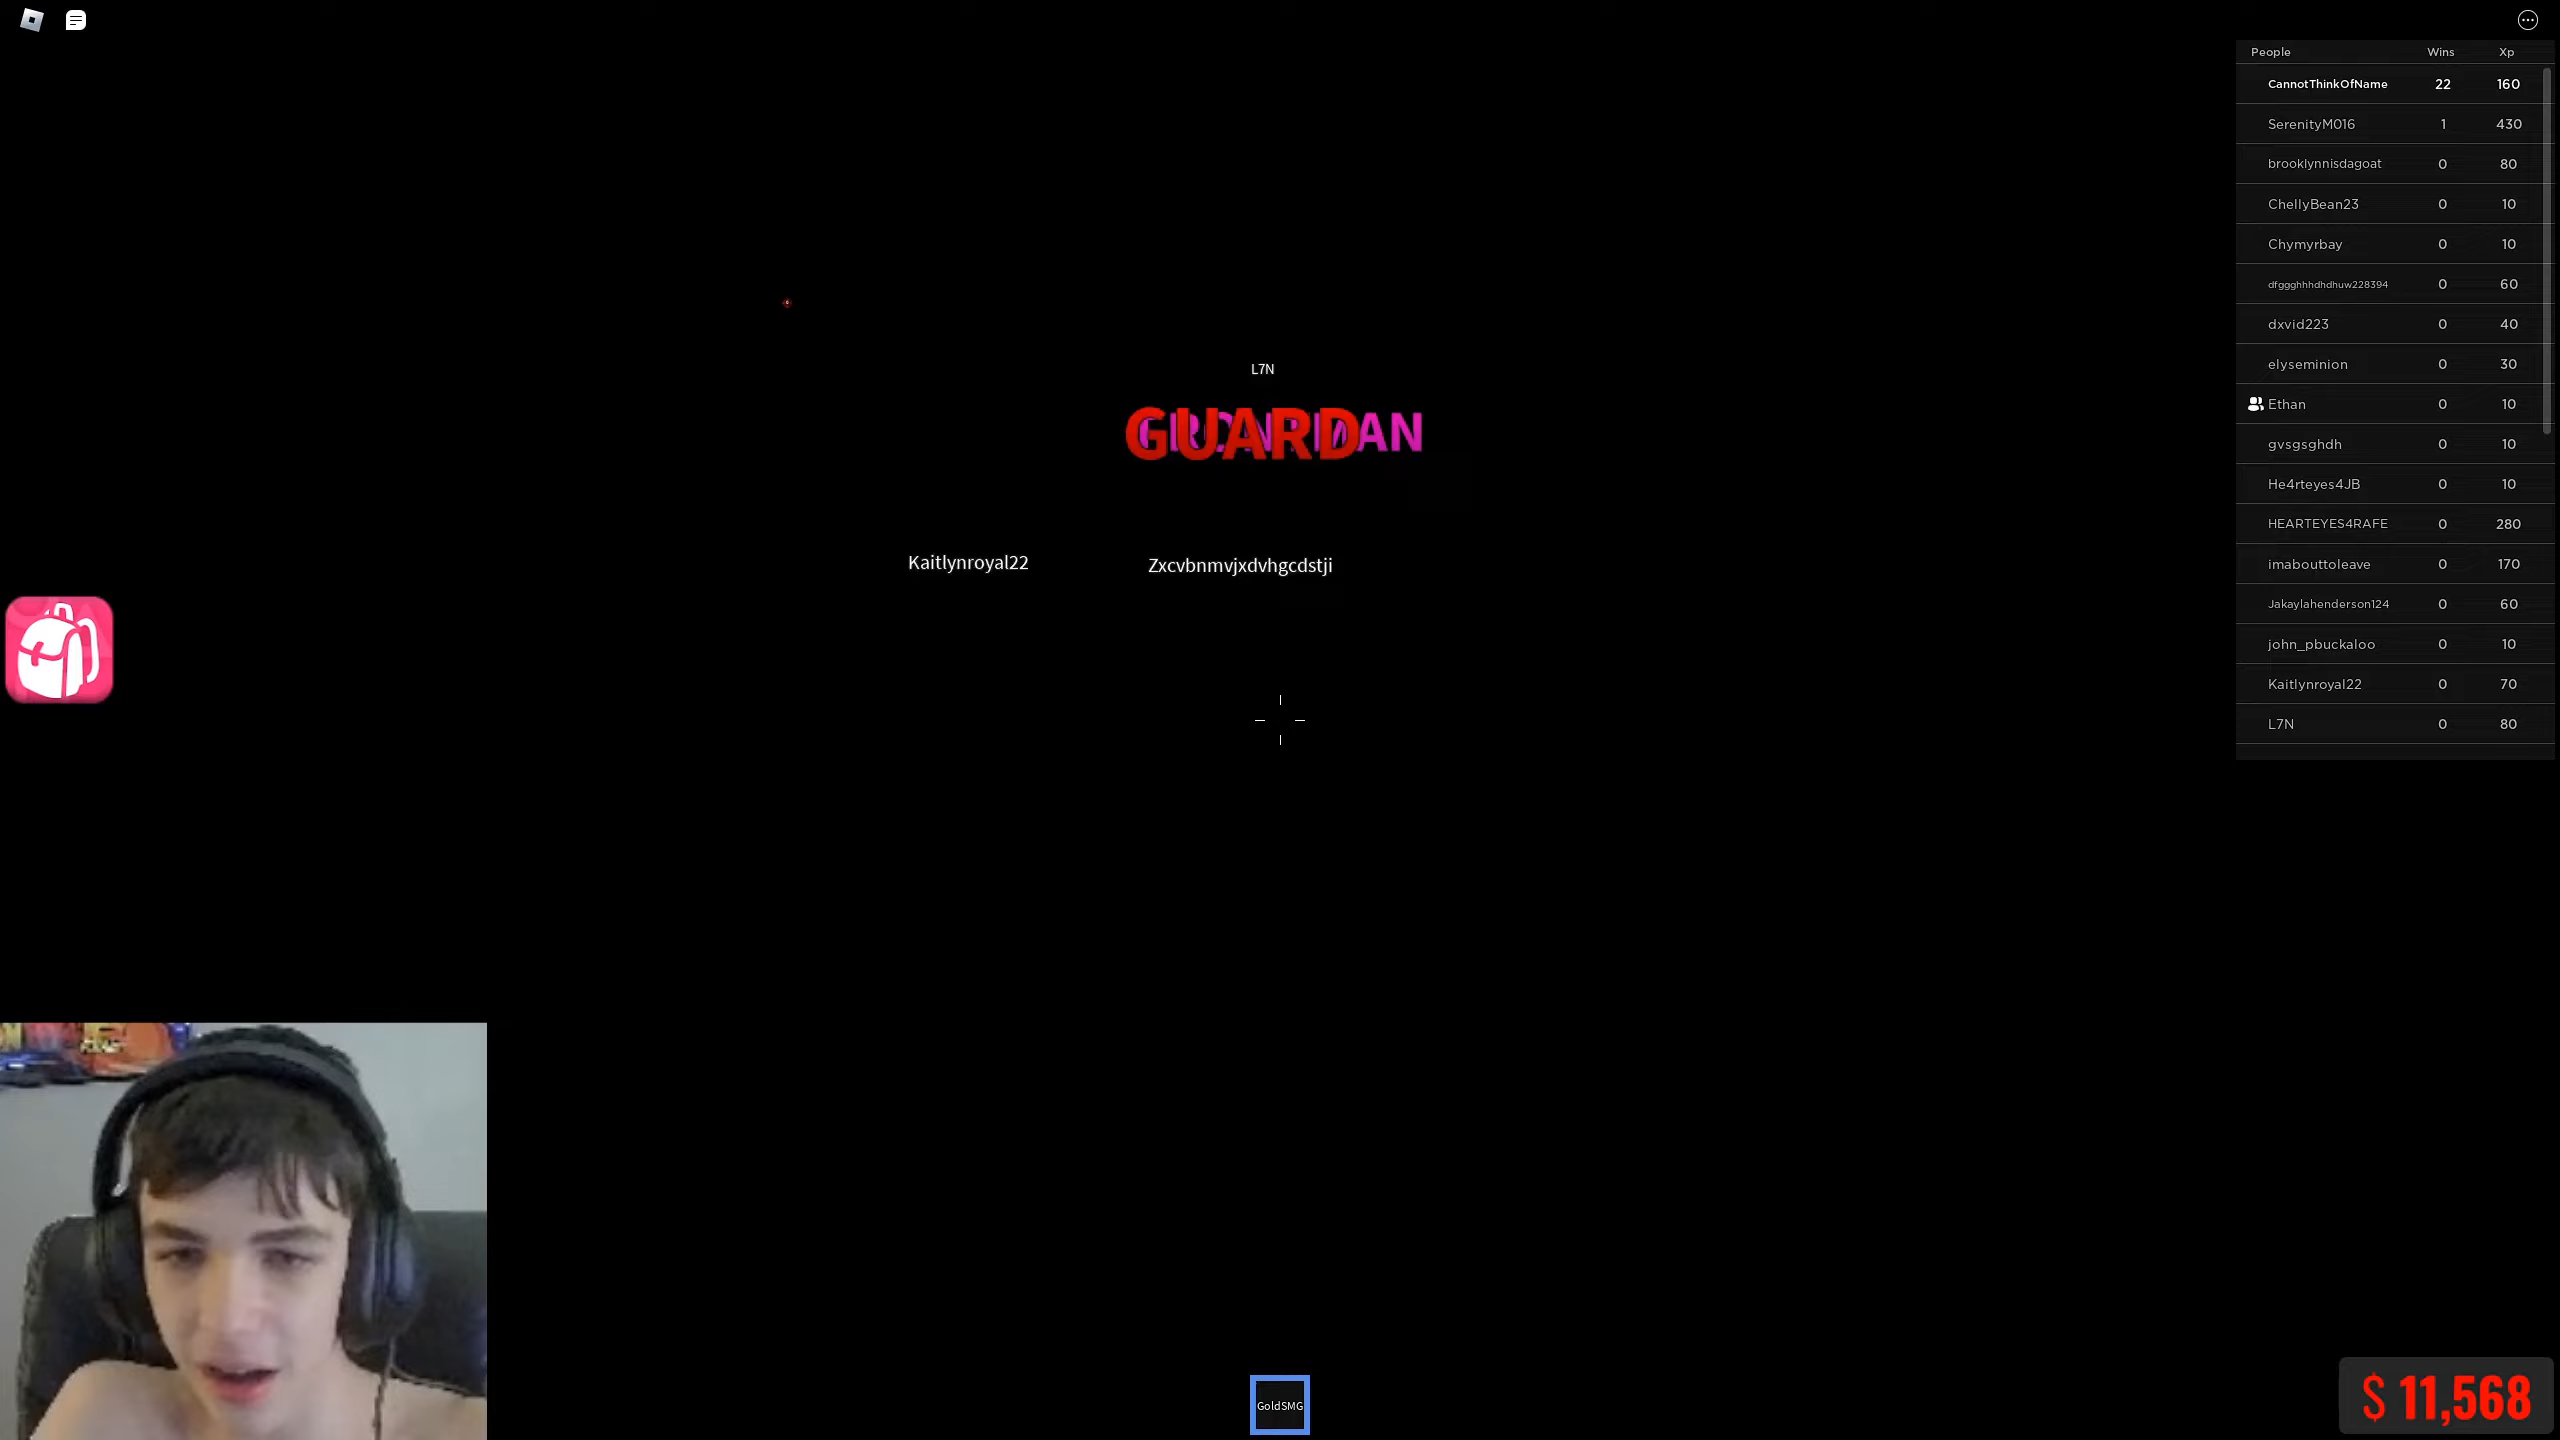 People Wins Xp
CannotThinkOfName 22 160
SerenityM016 1 430
brooklynnisdagoat 0 80
ChellyBean23 0 10
Chymyrbay 0 10
dfggghhhdhdhuw228394 0 60
dxvid223 0 40
elyseminion 0 30
Ethan 0 10
gvsgsghdh 0 10
He4rteyes4JB 0 10
HEARTEYES4RAFE 0 280
imabouttoleave 0 170
Jakaylahenderson124 0 60
john_pbuckaloo 0 10
Kaitlynroyal22 0 70
L7N 0 80
L7N
GUARD
Kaitlynroyal22
Zxcvbnmvjxdvhgcdstji
GoldSMG
$ 11,568